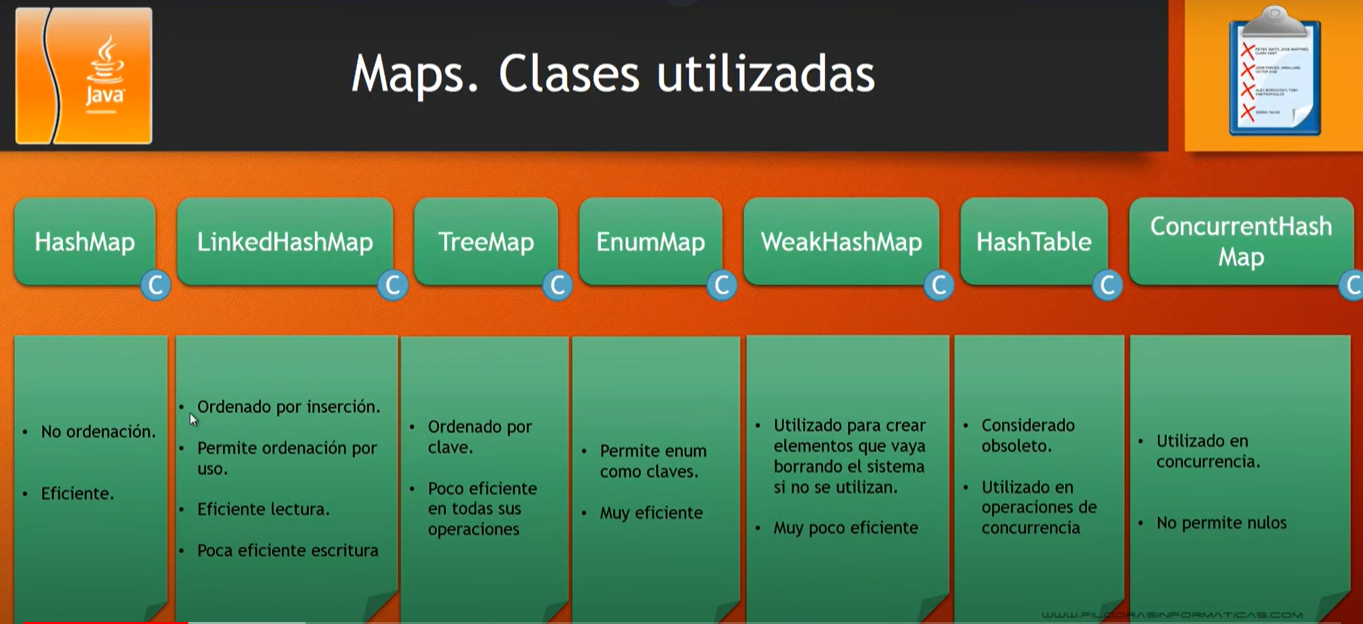 Java
Maps. Clases utilizadas
HashMap
LinkedHashMap
TreeMap
EnumMap
WeakHashMap
HashTable
ConcurrentHash
Map
C
C
C
C
C
C
C
• No ordenación.
• Eficiente.
• Ordenado por inserción.
• Permite ordenación por
uso.
• Eficiente lectura.
• Poca eficiente escritura
• Ordenado por
clave.
• Poco eficiente
en todas sus
operaciones
• Permite enum
como claves.
• Muy eficiente
• Utilizado para crear
elementos que vaya
borrando el sistema
si no se utilizan.
• Muy poco eficiente
• Considerado
obsoleto.
• Utilizado en
operaciones de
concurrencia
• Utilizado en
concurrencia.
• No permite nulos
WWW.PILDORASINFORMATICAS.COM